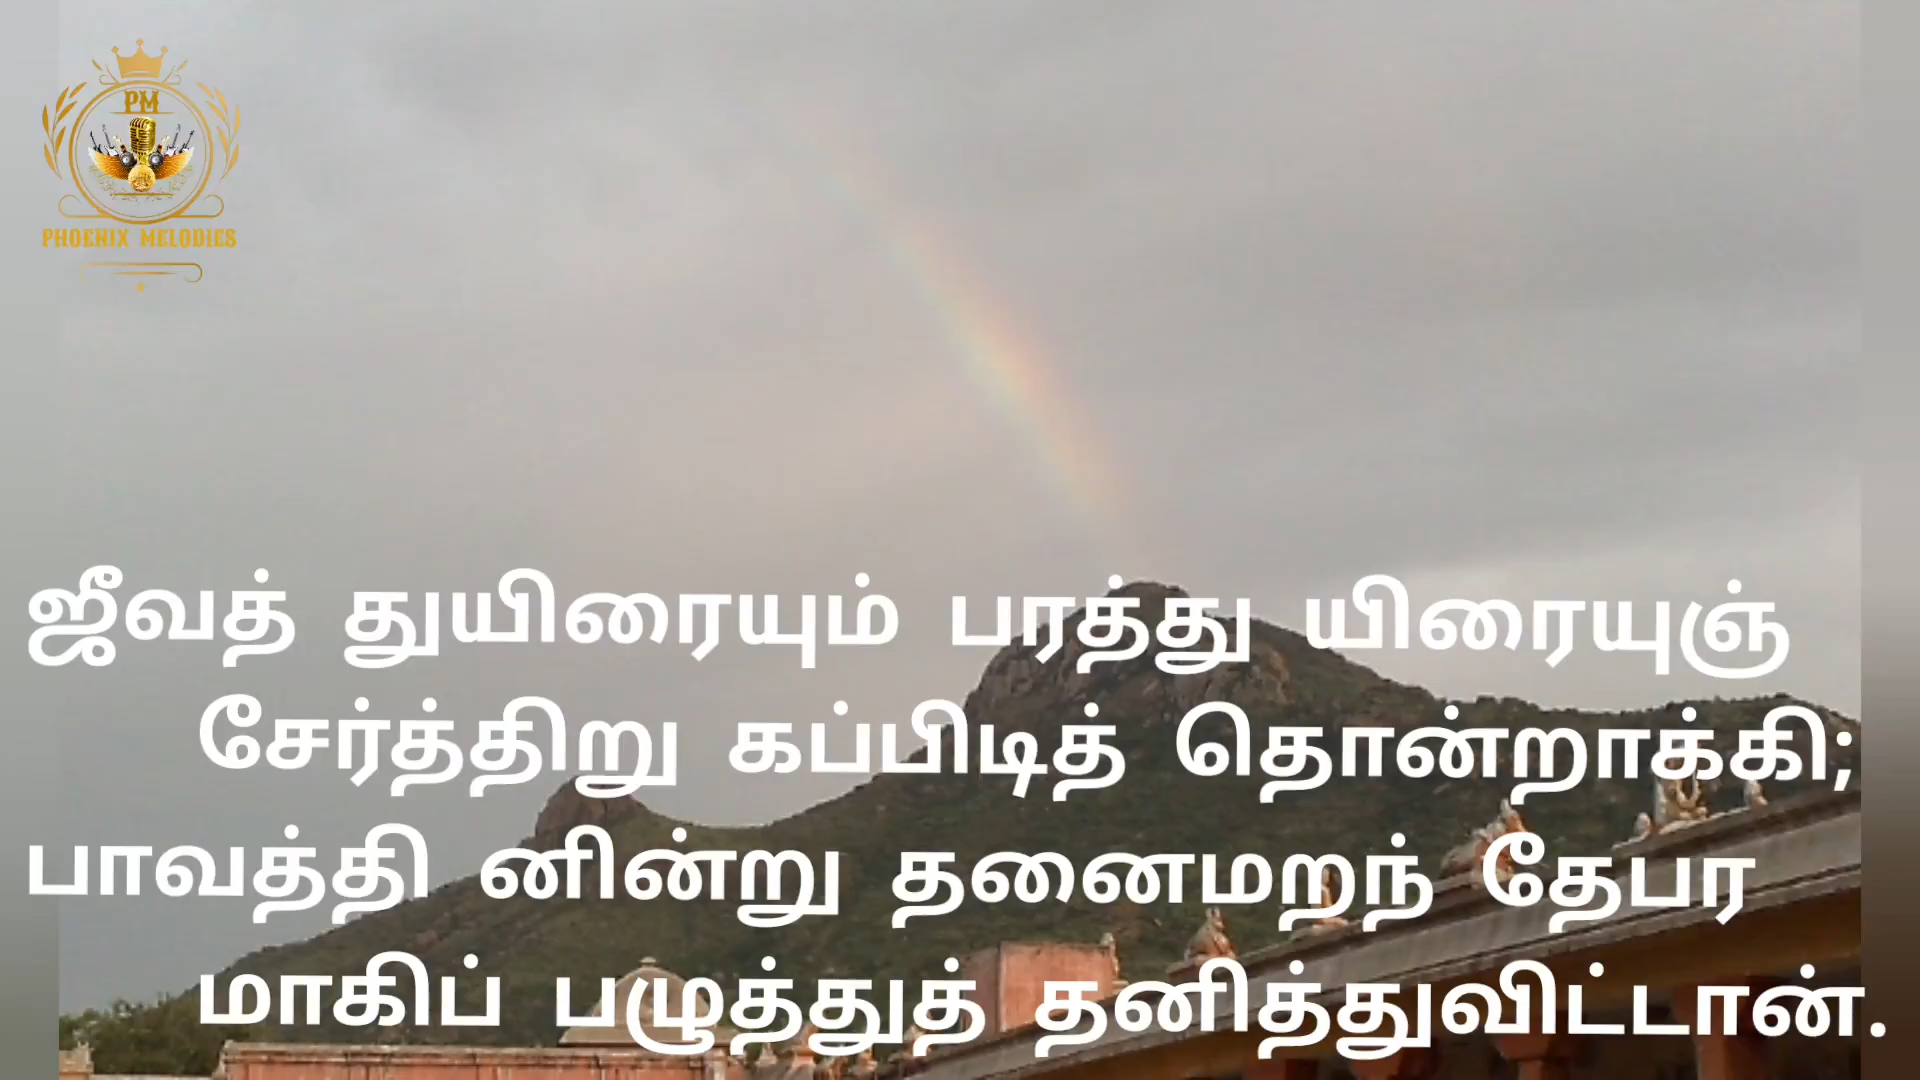 PM
PHOENIX MELODIES
ஜீவத் துயிரையும் பரத்து யிரையுஞ்
சேர்த்திறு கப்பிடித் தொன்றாக்கி;
பாவத்தி னின்று தனைமறந் தேபர
மாகிப் பழுத்துத் தனித்துவிட்டான்.